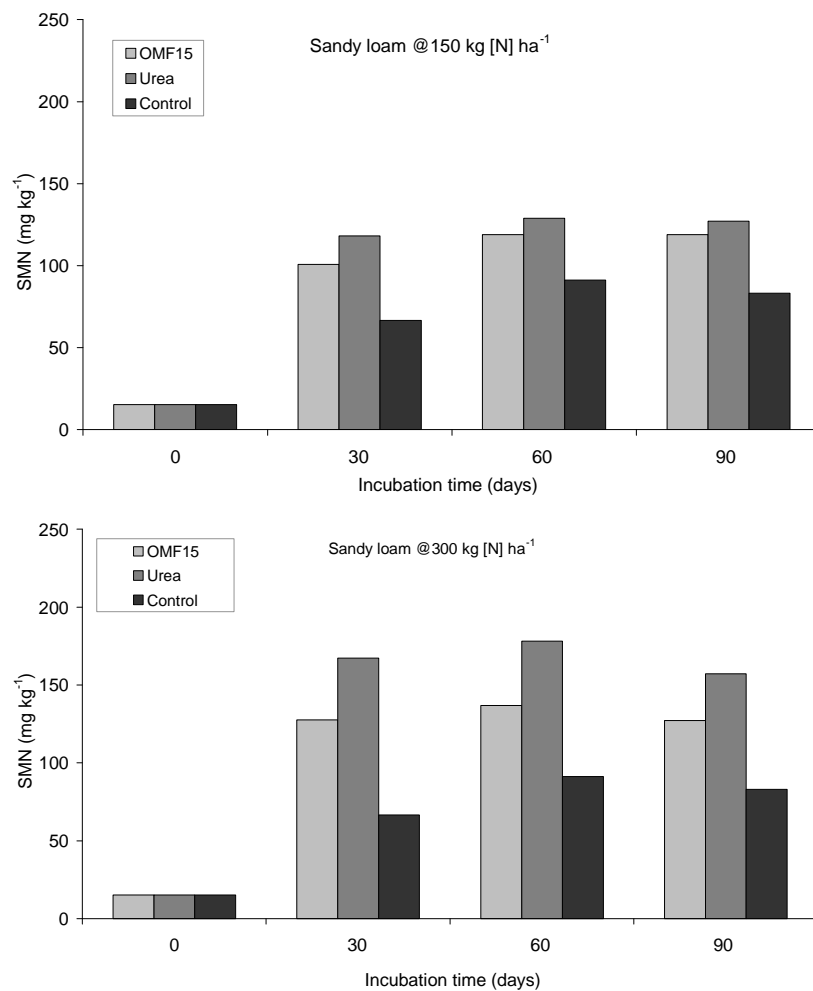 250
Sandy loam @150 kg [N] ha⁻¹
OMF15
Urea
Control
200
150
100
50
0
SMN (mg kg⁻¹)
0 30 60 90
Incubation time (days)
250
Sandy loam @300 kg [N] ha⁻¹
OMF15
Urea
Control
200
150
100
50
0
SMN (mg kg⁻¹)
0 30 60 90
Incubation time (days)